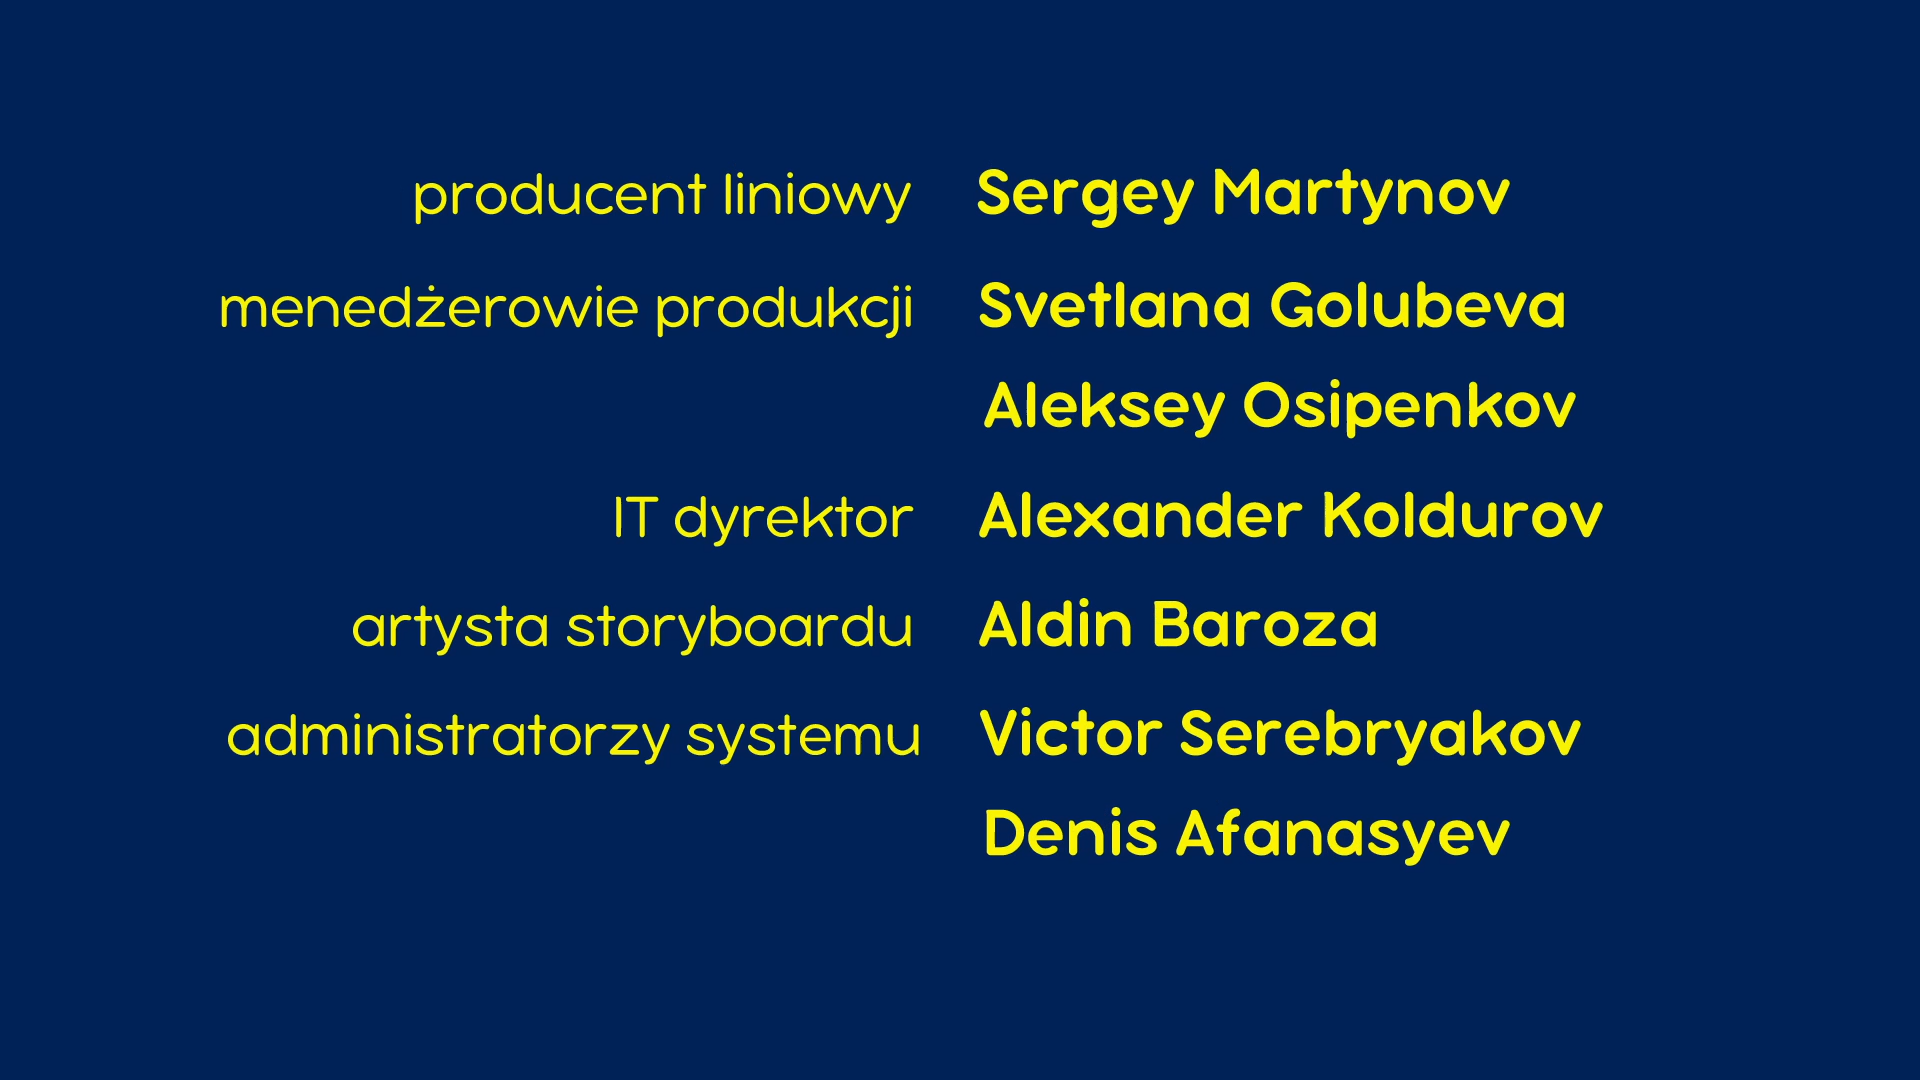 producent liniowy Sergey Martynov
menedżerowie produkcji Svetlana Golubeva
Aleksey Osipenkov
IT dyrektor Alexander Koldurov
artysta storyboardu Aldin Baroza
administratorzy systemu Victor Serebryakov
Denis Afanasyev